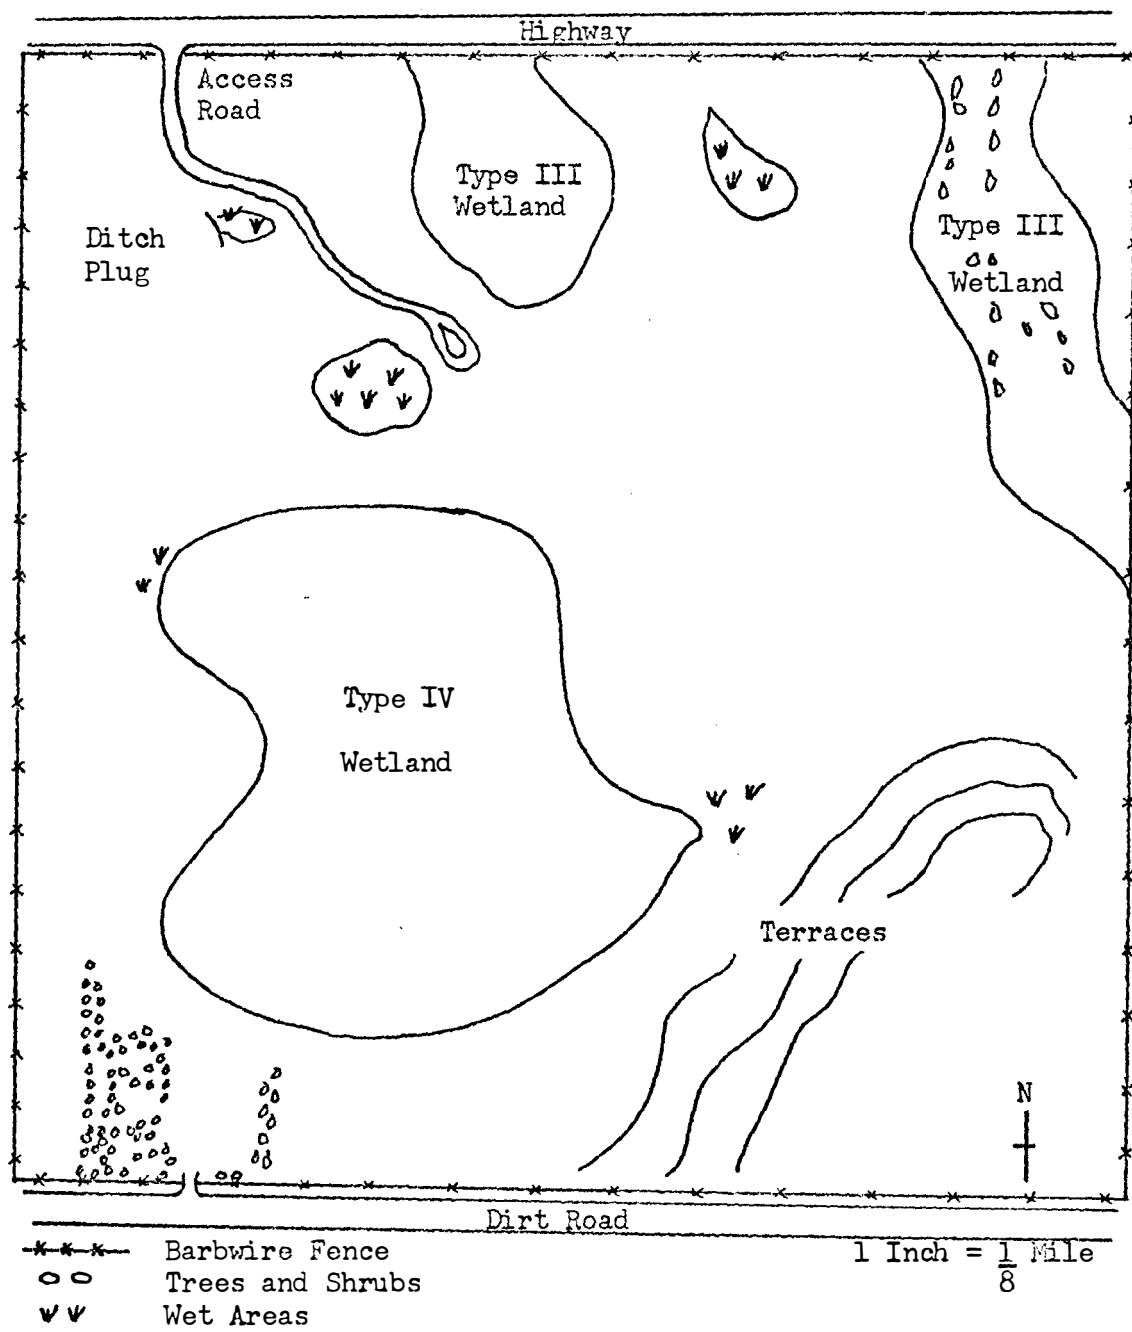 Highway
Access
Road
Type III
Wetland
Ditch
Plug
Type III
Wetland
Type IV
Wetland
Terraces
N
Dirt Road
Barbwire Fence
1 Inch = 1/8 Mile
Trees and Shrubs
Wet Areas